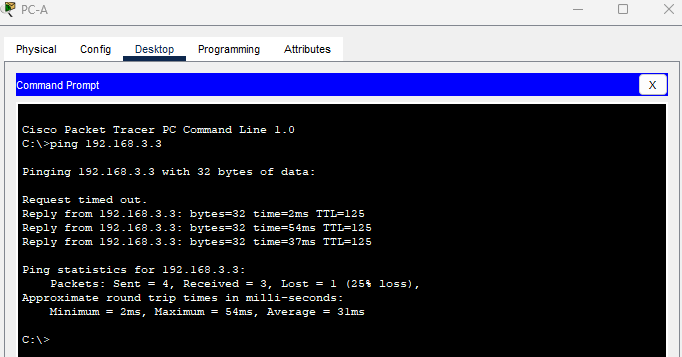 PC-A
Physical Config Desktop Programming Attributes
Command Prompt
X
Cisco Packet Tracer PC Command Line 1.0
C:\>ping 192.168.3.3
Pinging 192.168.3.3 with 32 bytes of data:
Request timed out.
Reply from 192.168.3.3: bytes=32 time=2ms TTL=125
Reply from 192.168.3.3: bytes=32 time=54ms TTL=125
Reply from 192.168.3.3: bytes=32 time=37ms TTL=125
Ping statistics for 192.168.3.3:
Packets: Sent = 4, Received = 3, Lost = 1 (25% loss),
Approximate round trip times in milli-seconds:
Minimum = 2ms, Maximum = 54ms, Average = 31ms
C:\>